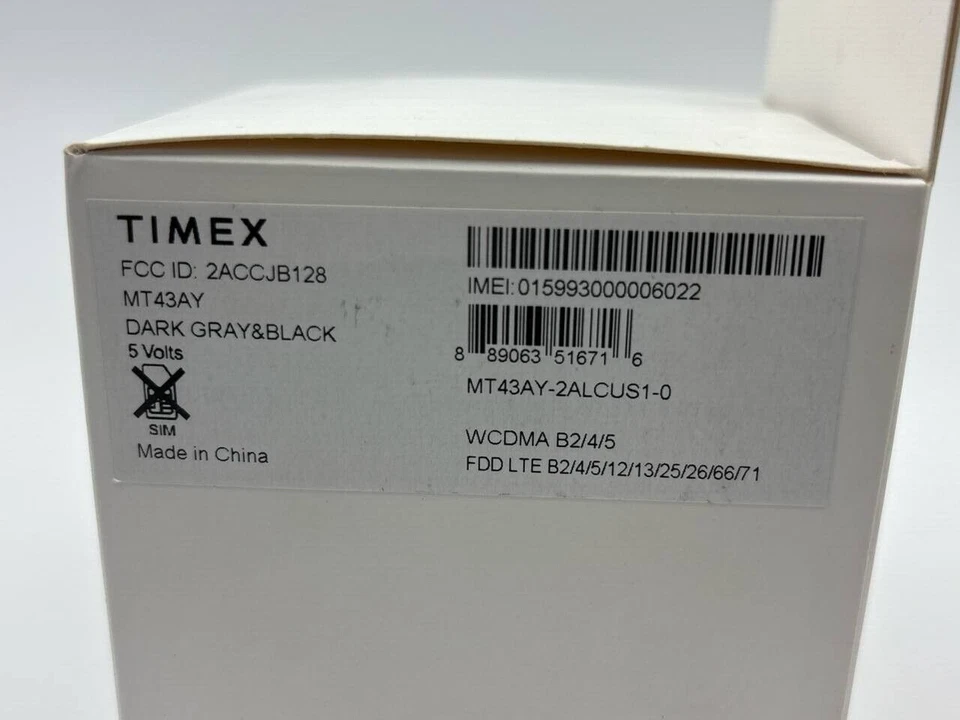 TIMEX
FCC ID: 2ACCJB128
MT43AY
DARK GRAY&BLACK
5 Volts
SIM
Made in China
IMEI: 015993000006022
8 89063 51671 6
MT43AY-2ALCUS1-0
WCDMA B2/4/5
FDD LTE B2/4/5/12/13/25/26/66/71